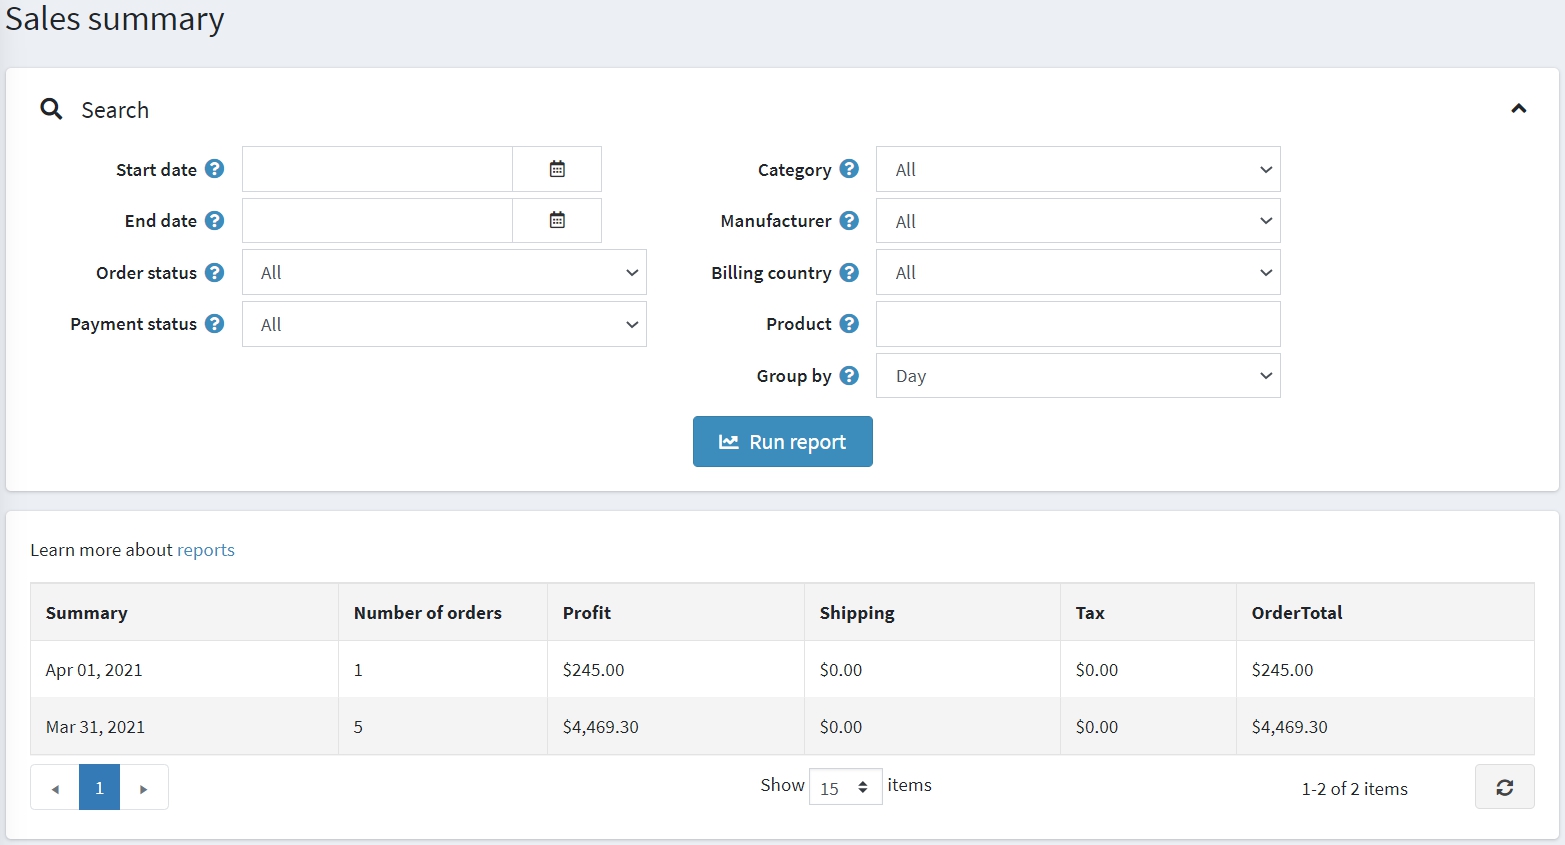 Sales summary
Search
Start date
End date
Order status All
Payment status All
Category All
Manufacturer All
Billing country All
Product
Group by Day
Run report
Learn more about reports
Summary Number of orders Profit Shipping Tax OrderTotal
Apr 01, 2021 1 $245.00 $0.00 $0.00 $245.00
Mar 31, 2021 5 $4,469.30 $0.00 $0.00 $4,469.30
1 Show 15 items 1-2 of 2 items